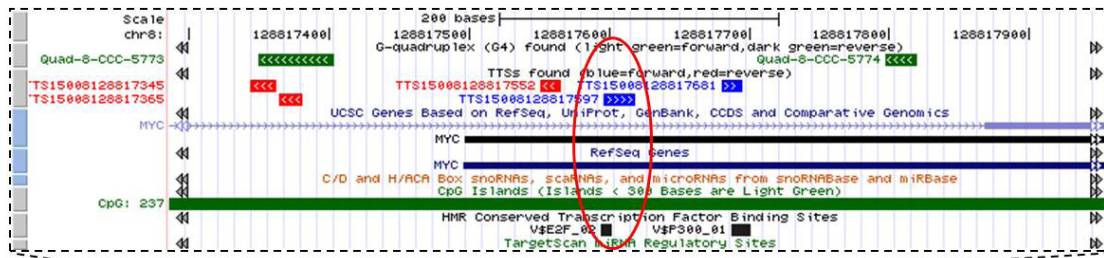 Scale 200 bases
chr8: 128817400 128817500 128817600 128817700 128817800 128817900
G-quadruplex (G4) found (light green=forward,dark green=reverse)
Quad-8-CCC-5773 Quad-8-CCC-5774
TTSs found (blue=forward,red=reverse)
TTS15008128817345 TTS15008128817552 TTS15008128817681
TTS15008128817365 TTS15008128817597
UCSC Genes Based on RefSeq, UniProt, GenBank, CCDS and Comparative Genomics
MYC
MYC
RefSeq Genes
MYC
C/D and H/ACA Box snoRNAs, scaRNAs, and microRNAs from snoRNABase and miRBase
CpG Islands (Islands < 300 Bases are Light Green)
CpG: 237
HMR Conserved Transcription Factor Binding Sites
V$E2F_02 V$P300_01
TargetScan miRNA Regulatory Sites